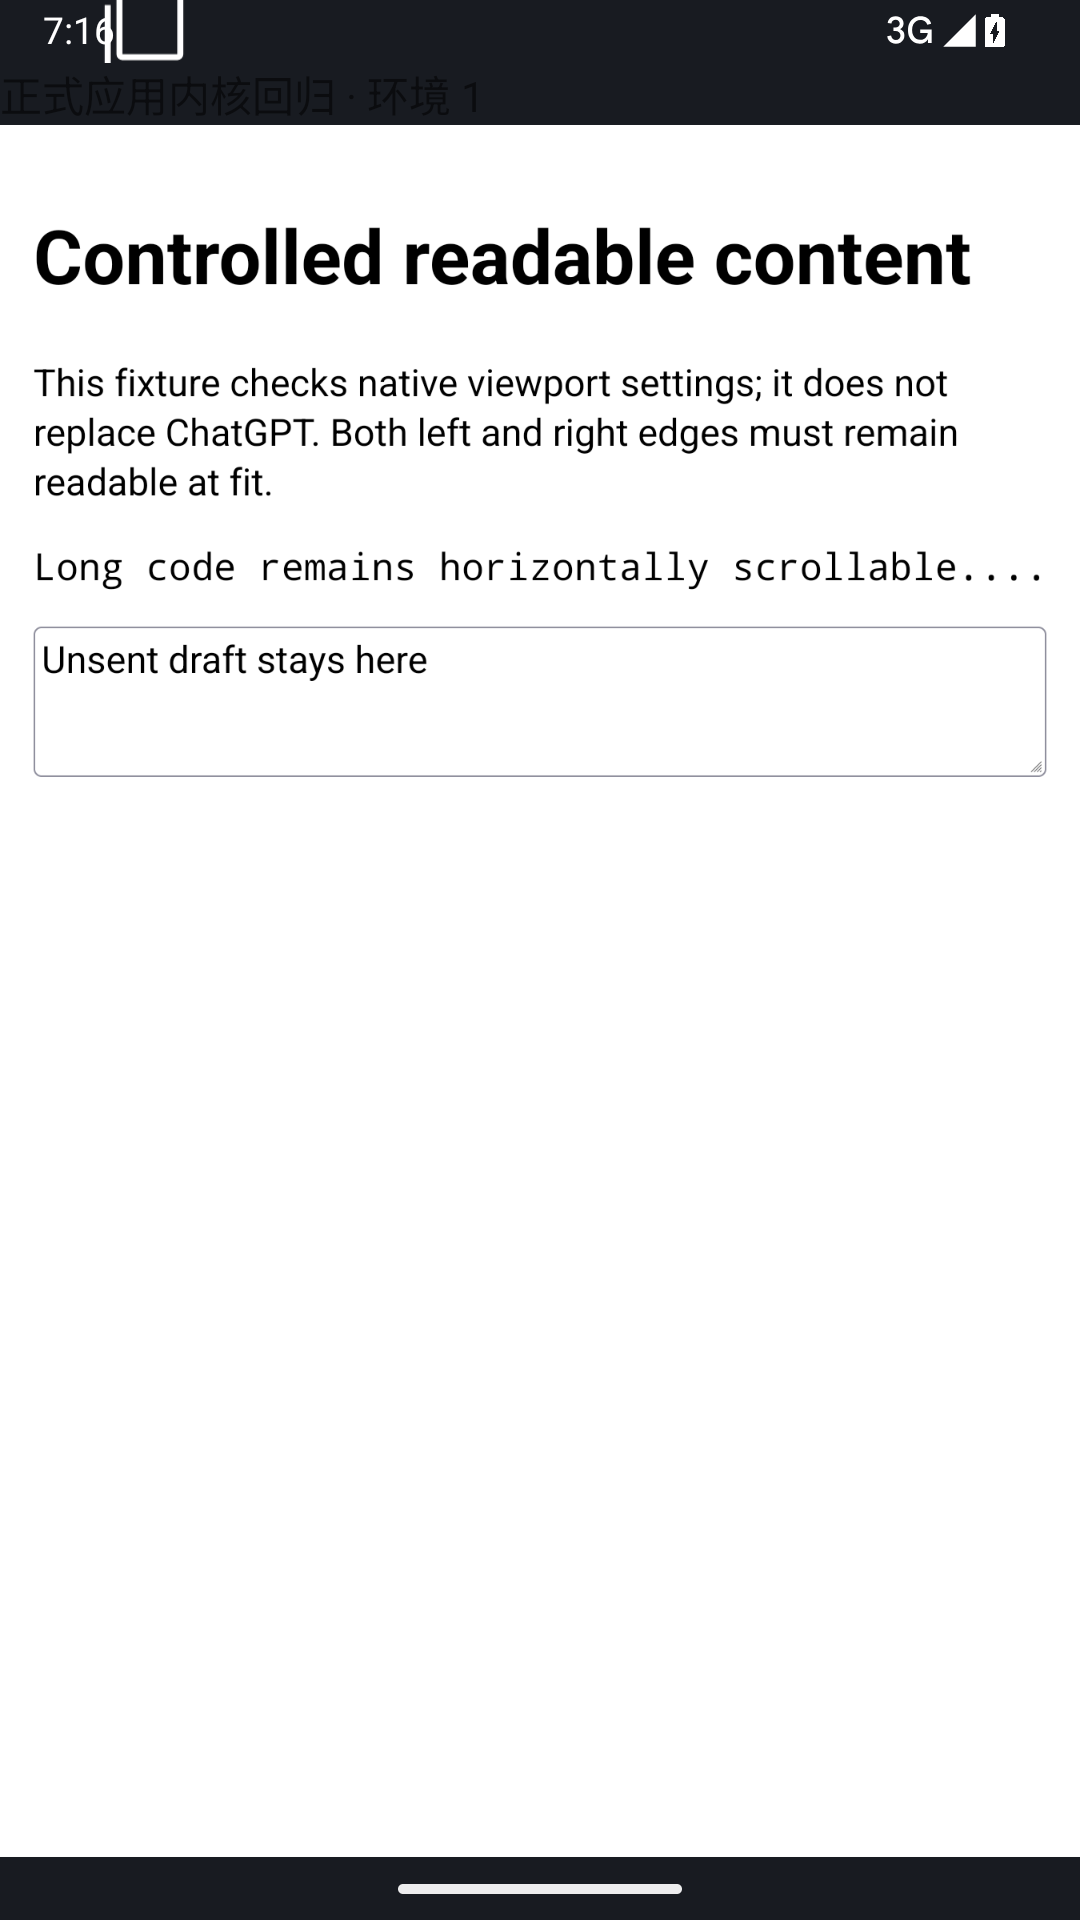 7:16
3G
正式应用内核回归 · 环境 1
Controlled readable content
This fixture checks native viewport settings; it does not
replace ChatGPT. Both left and right edges must remain
readable at fit.
Long code remains horizontally scrollable....
Unsent draft stays here